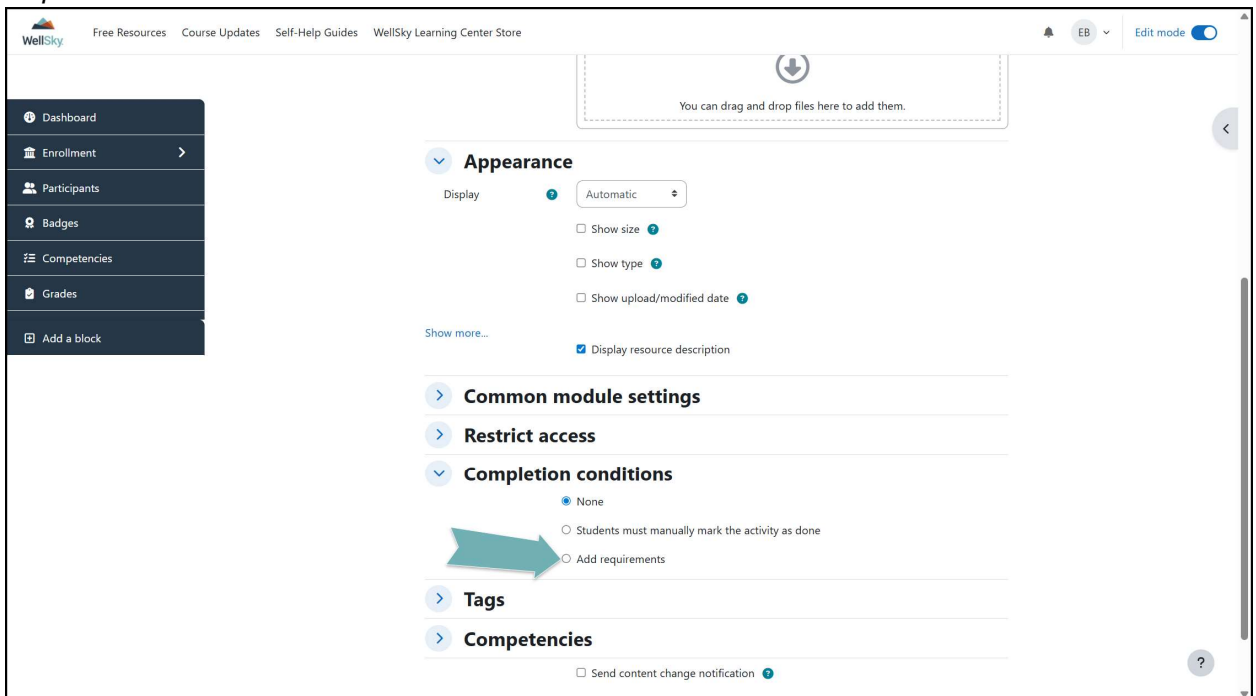 WellSky
Free Resources Course Updates Self-Help Guides WellSky Learning Center Store
EB
Edit mode
You can drag and drop files here to add them.
Dashboard
Enrollment
Participants
Badges
Competencies
Grades
Add a block
Appearance
Display ? Automatic
Show size ?
Show type ?
Show upload/modified date ?
Show more...
Display resource description
Common module settings
Restrict access
Completion conditions
None
Students must manually mark the activity as done
Add requirements
Tags
Competencies
Send content change notification ?
?